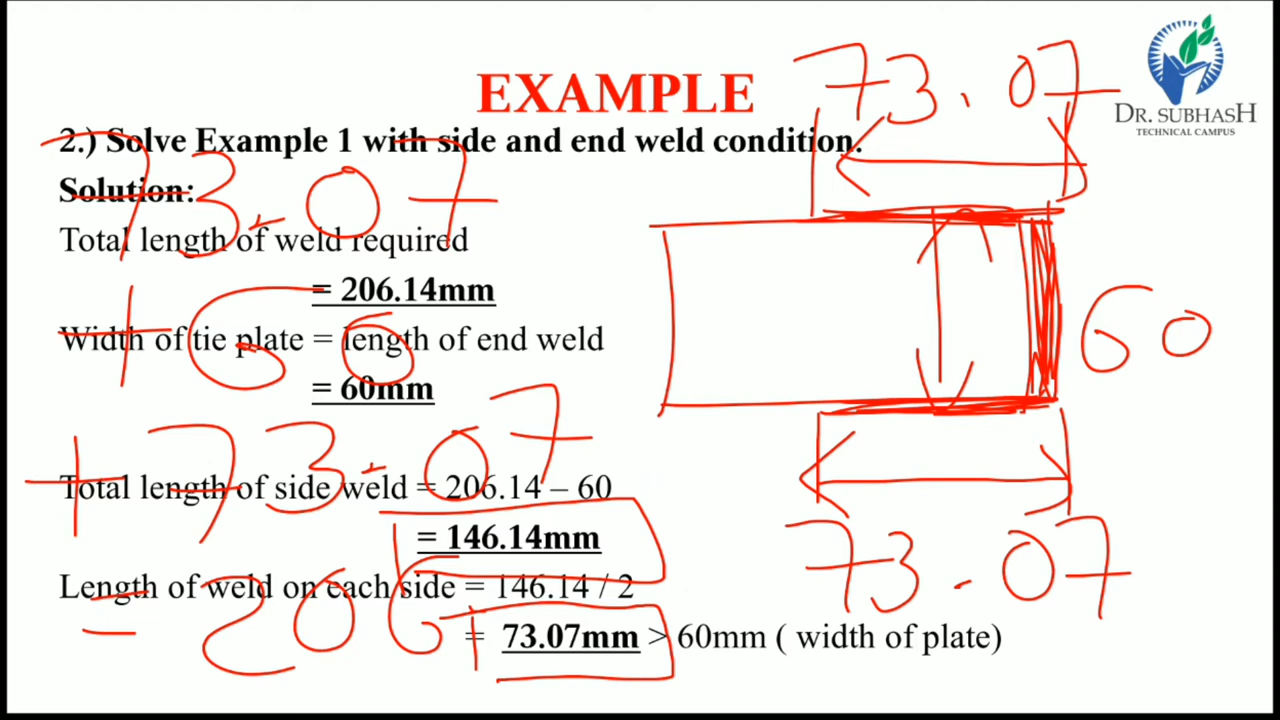 EXAMPLE
DR. SUBHASH
TECHNICAL CAMPUS
2.) Solve Example 1 with side and end weld condition.
Solution:
Total length of weld required
= 206.14mm
Width of tie plate = length of end weld
= 60mm
Total length of side weld = 206.14 – 60
= 146.14mm
Length of weld on each side = 146.14 / 2
= 73.07mm > 60mm ( width of plate)
73.07
+ 60
+ 73.07
= 206
73.07
60
73.07